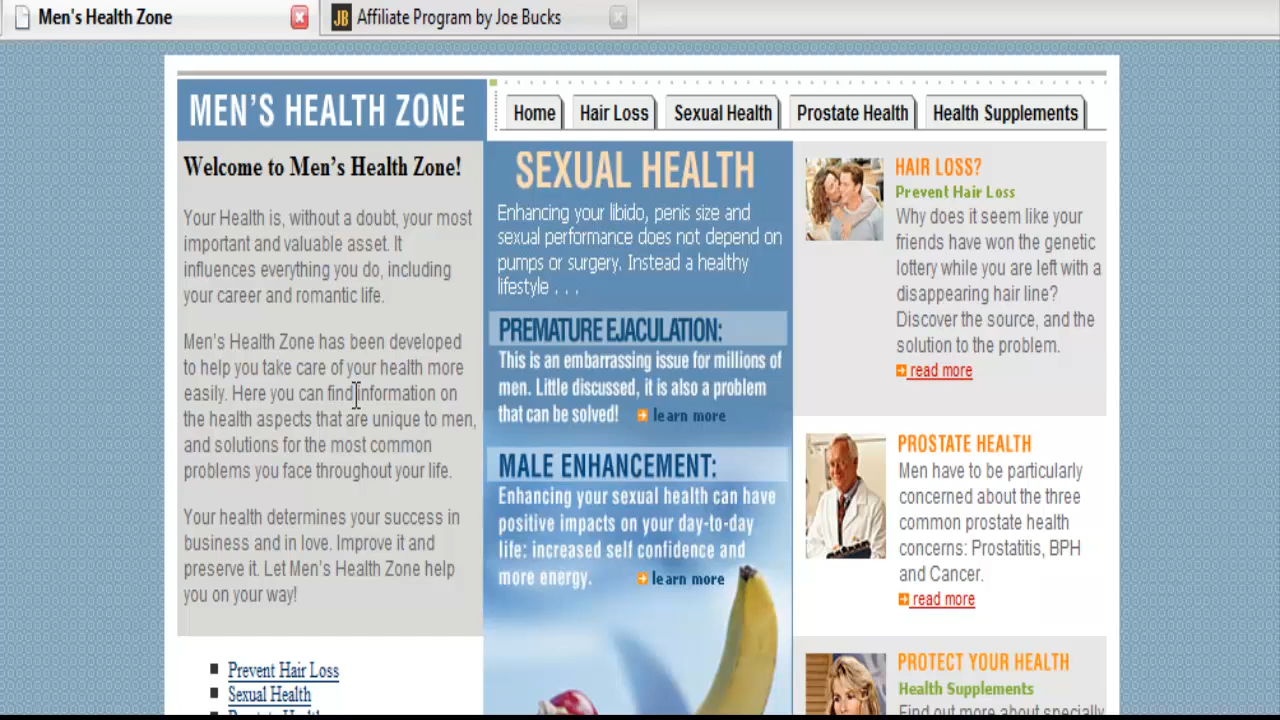 Men's Health Zone
JB Affiliate Program by Joe Bucks
MEN'S HEALTH ZONE
Home
Hair Loss
Sexual Health
Prostate Health
Health Supplements
Welcome to Men's Health Zone!
Your Health is, without a doubt, your most
important and valuable asset. It
influences everything you do, including
your career and romantic life.
Men's Health Zone has been developed
to help you take care of your health more
easily. Here you can find information on
the health aspects that are unique to men,
and solutions for the most common
problems you face throughout your life.
Your health determines your success in
business and in love. Improve it and
preserve it. Let Men's Health Zone help
you on your way!
Prevent Hair Loss
Sexual Health
Prostate Health
SEXUAL HEALTH
Enhancing your libido, penis size and
sexual performance does not depend on
pumps or surgery. Instead a healthy
lifestyle . . .
PREMATURE EJACULATION:
This is an embarrassing issue for millions of
men. Little discussed, it is also a problem
that can be solved! learn more
MALE ENHANCEMENT:
Enhancing your sexual health can have
positive impacts on your day-to-day
life: increased self confidence and
more energy. learn more
HAIR LOSS?
Prevent Hair Loss
Why does it seem like your
friends have won the genetic
lottery while you are left with a
disappearing hair line?
Discover the source, and the
solution to the problem.
read more
PROSTATE HEALTH
Men have to be particularly
concerned about the three
common prostate health
concerns: Prostatitis, BPH
and Cancer.
read more
PROTECT YOUR HEALTH
Health Supplements
Find out more about specially